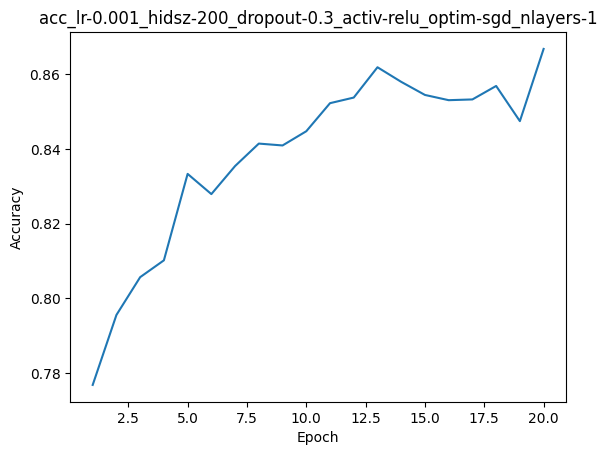 acc_lr-0.001_hidsz-200_dropout-0.3_activ-relu_optim-sgd_nlayers-1
Accuracy
0.86
0.84
0.82
0.80
0.78
2.5 5.0 7.5 10.0 12.5 15.0 17.5 20.0
Epoch